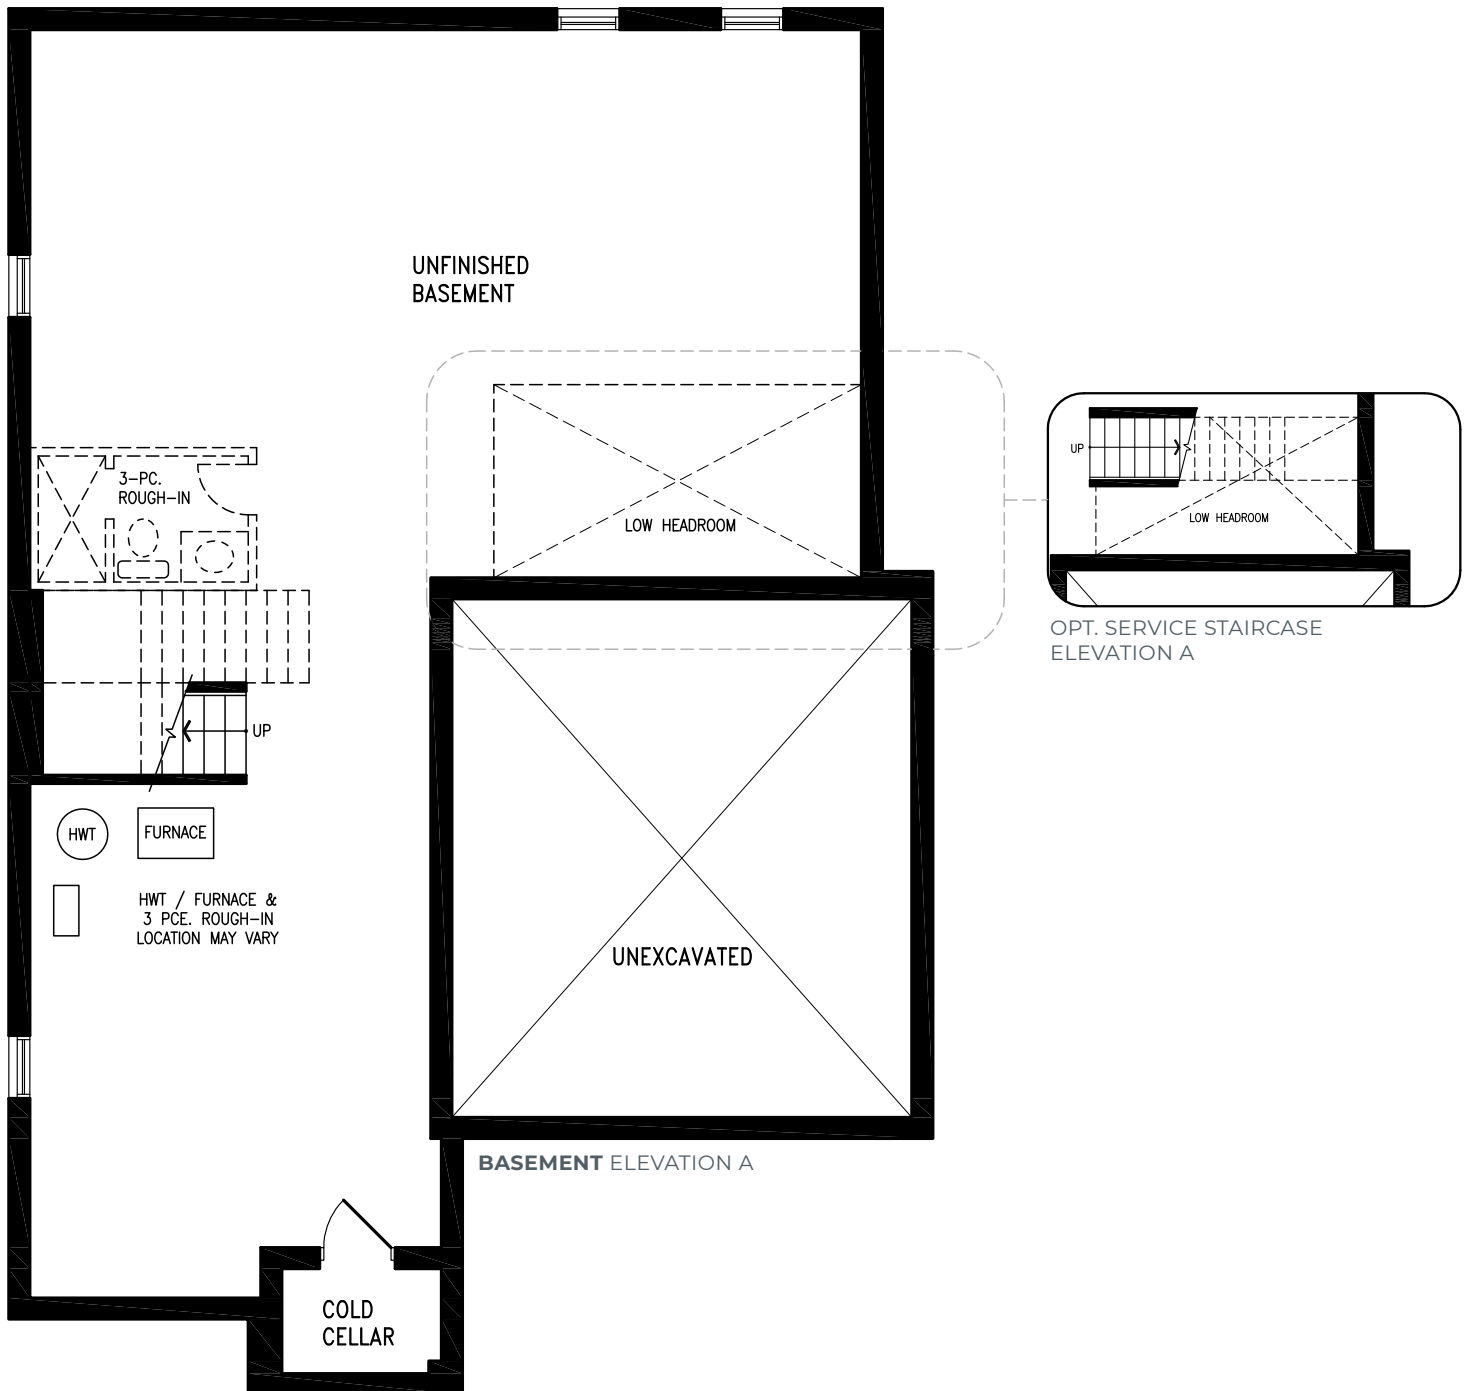 UNFINISHED
BASEMENT
3-PC.
ROUGH-IN
LOW HEADROOM
UP
LOW HEADROOM
OPT. SERVICE STAIRCASE
ELEVATION A
UP
HWT
FURNACE
HWT / FURNACE &
3 PCE. ROUGH-IN
LOCATION MAY VARY
UNEXCAVATED
BASEMENT ELEVATION A
COLD
CELLAR